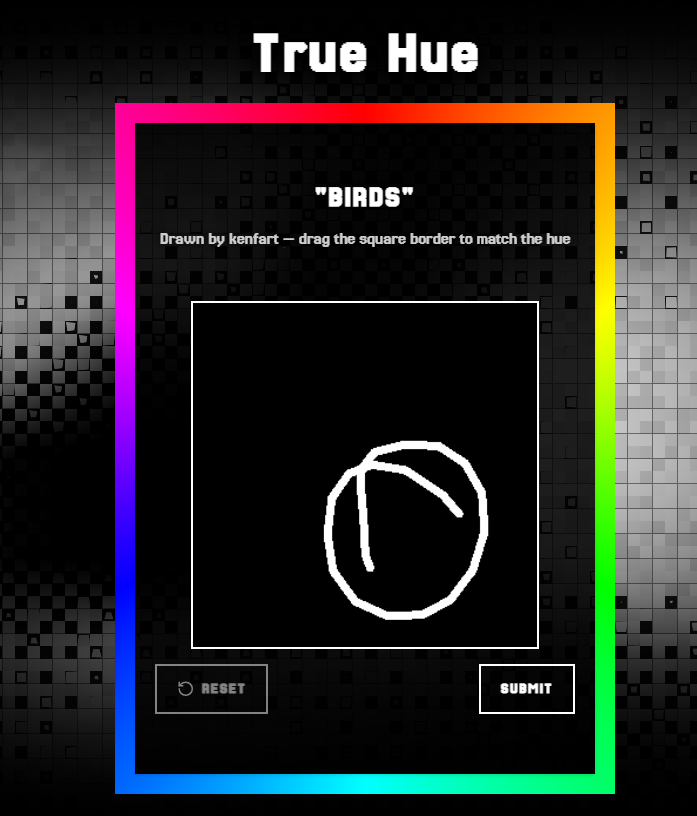 True Hue
"BIRDS"
Drawn by kenfart — drag the square border to match the hue
RESET
SUBMIT